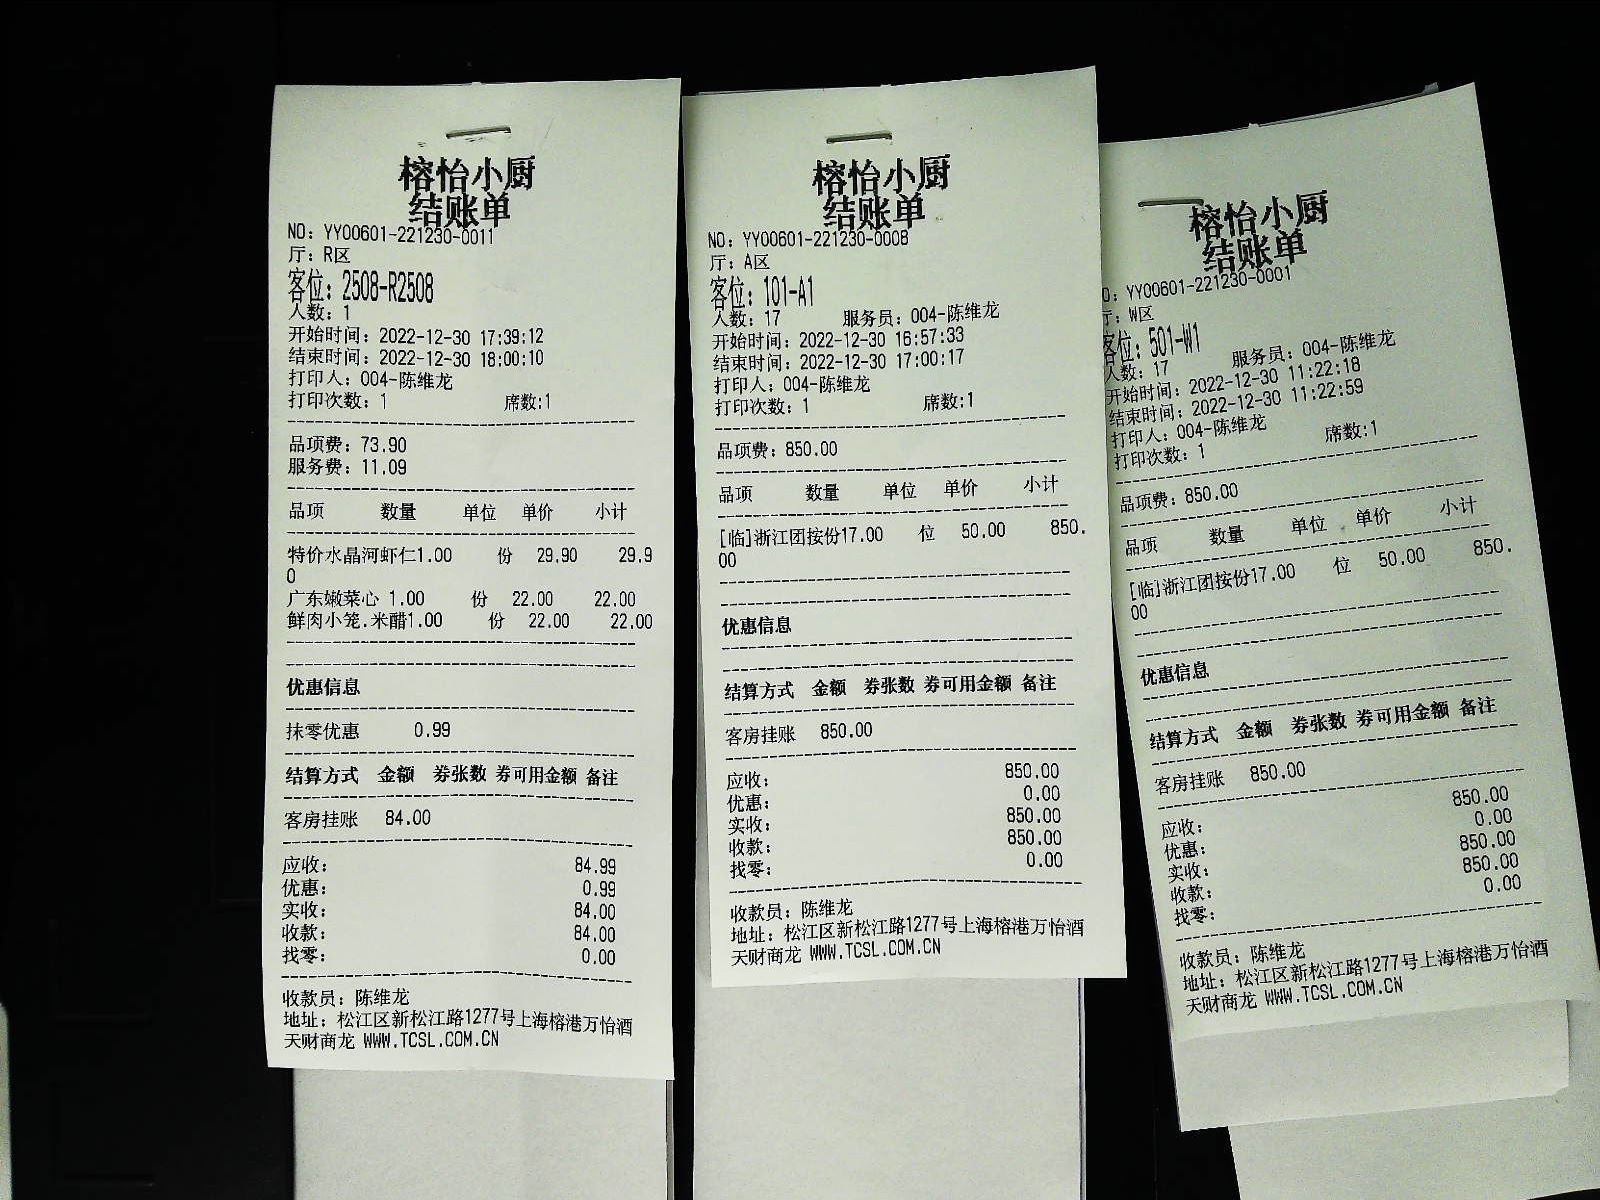 榕怡小厨
结账单
NO：YY00601-221230-0011
厅：R区
客位：2508-R2508
人数：1
开始时间：2022-12-30 17:39:12
结束时间：2022-12-30 18:00:10
打印人：004-陈维龙
打印次数：1 席数:1
品项费：73.90
服务费：11.09
品项 数量 单位 单价 小计
特价水晶河虾仁1.00 份 29.90 29.9
0
广东嫩菜心 1.00 份 22.00 22.00
鲜肉小笼.米醋1.00 份 22.00 22.00
优惠信息
抹零优惠 0.99
结算方式 金额 券张数 券可用金额 备注
客房挂账 84.00
应收： 84.99
优惠： 0.99
实收： 84.00
收款： 84.00
找零： 0.00
收款员：陈维龙
地址：松江区新松江路1277号上海榕港万怡酒
天财商龙 WWW.TCSL.COM.CN
榕怡小厨
结账单
NO：YY00601-221230-0008
厅：A区
客位：101-A1
人数：17 服务员：004-陈维龙
开始时间：2022-12-30 16:57:33
结束时间：2022-12-30 17:00:17
打印人：004-陈维龙
打印次数：1 席数:1
品项费：850.00
品项 数量 单位 单价 小计
[临]浙江团按份17.00 位 50.00 850.
00
优惠信息
结算方式 金额 券张数 券可用金额 备注
客房挂账 850.00
应收： 850.00
优惠： 0.00
实收： 850.00
收款： 850.00
找零： 0.00
收款员：陈维龙
地址：松江区新松江路1277号上海榕港万怡酒
天财商龙 WWW.TCSL.COM.CN
榕怡小厨
结账单
O：YY00601-221230-0001
厅：W区
客位：501-W1
人数：17 服务员：004-陈维龙
开始时间：2022-12-30 11:22:18
结束时间：2022-12-30 11:22:59
打印人：004-陈维龙
打印次数：1 席数:1
品项费：850.00
品项 数量 单位 单价 小计
[临]浙江团按份17.00 位 50.00 850.
00
优惠信息
结算方式 金额 券张数 券可用金额 备注
客房挂账 850.00
应收： 850.00
优惠： 0.00
实收： 850.00
收款： 850.00
找零： 0.00
收款员：陈维龙
地址：松江区新松江路1277号上海榕港万怡酒
天财商龙 WWW.TCSL.COM.CN